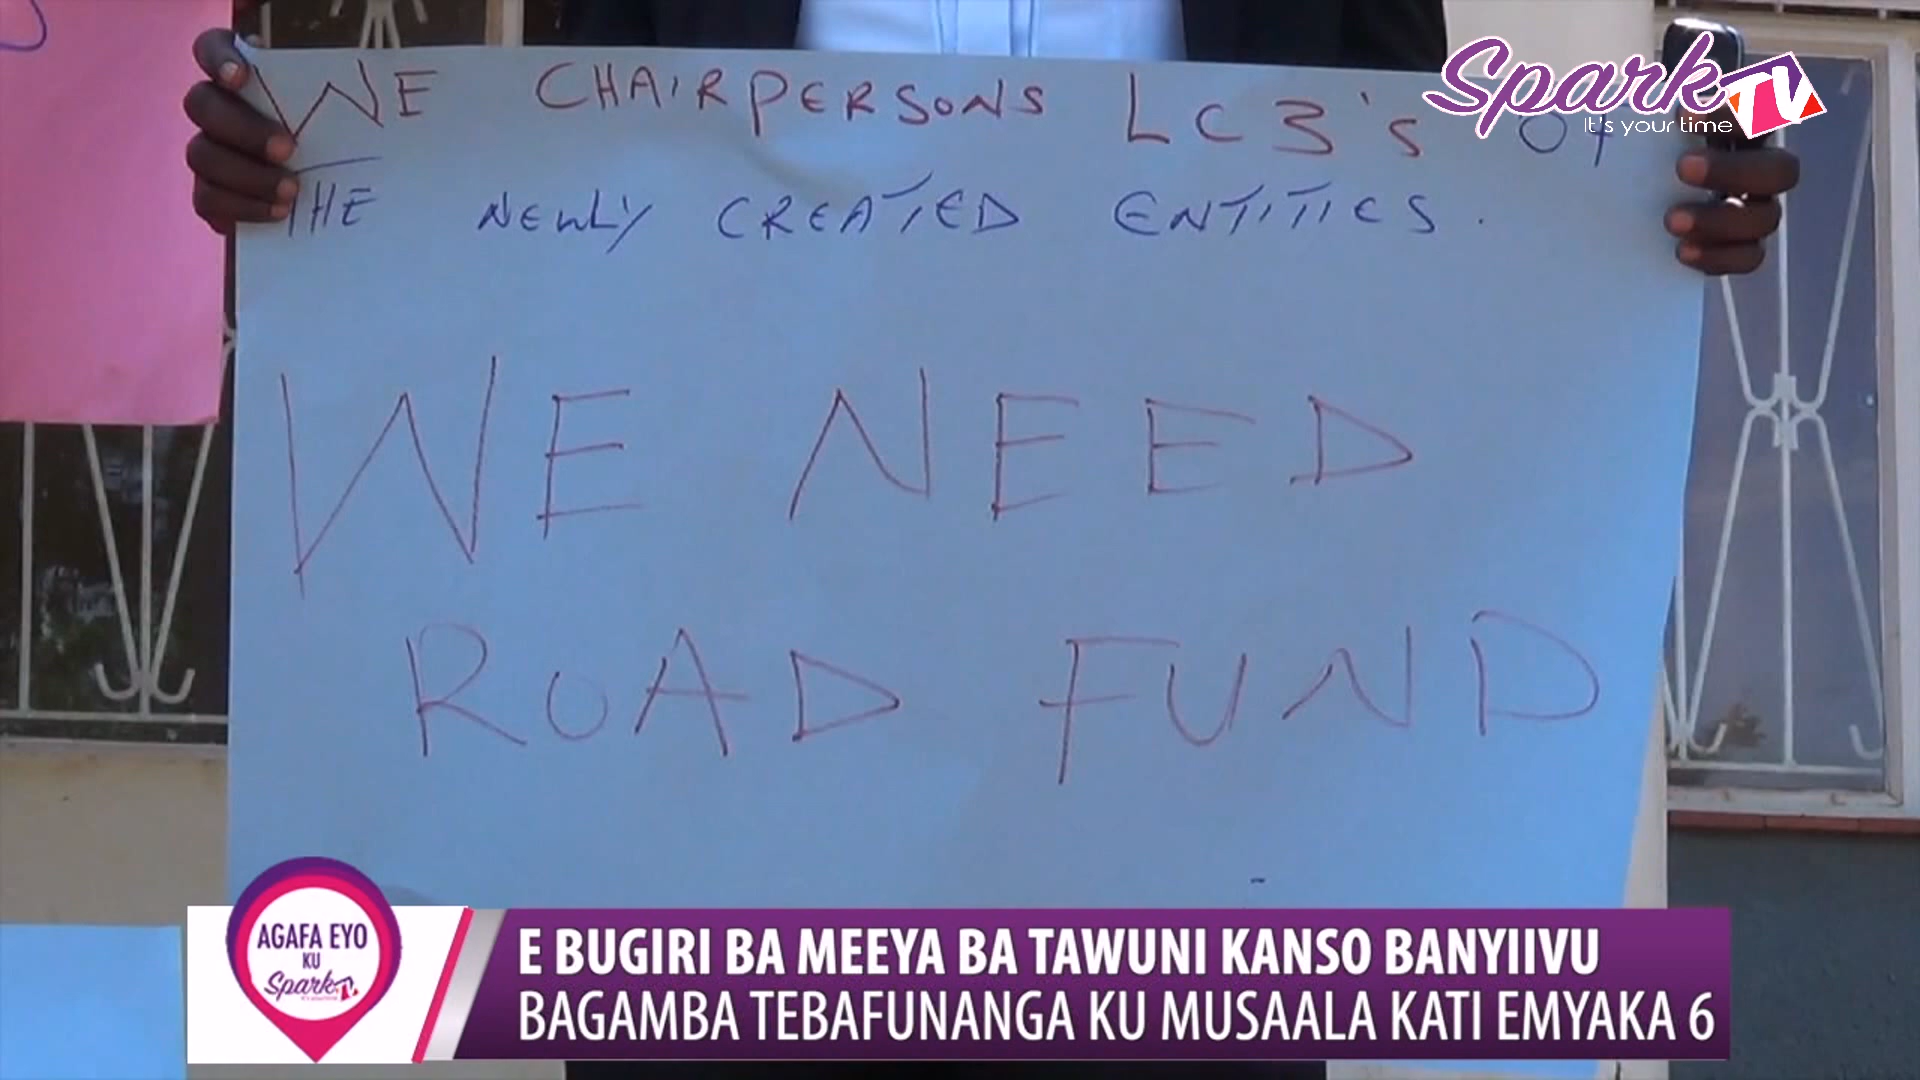 WE CHAIRPERSONS LC3's Of
THE NEWLY CREATED ENTITIES.
WE NEED
ROAD FUND
Spark TV
It's your time
AGAFA EYO
KU
Spark TV
E BUGIRI BA MEEYA BA TAWUNI KANSO BANYIIVU
BAGAMBA TEBAFUNANGA KU MUSAALA KATI EMYAKA 6